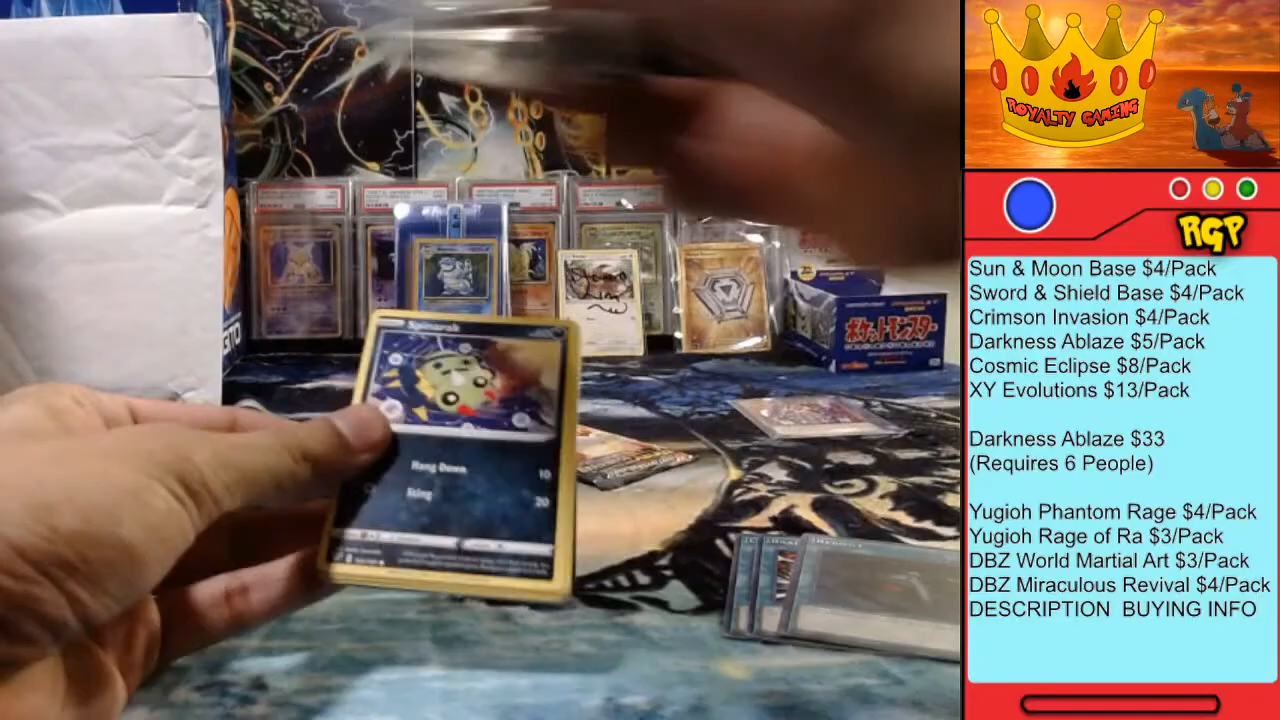 ROYALTY GAMING
RGP
Sun & Moon Base $4/Pack
Sword & Shield Base $4/Pack
Crimson Invasion $4/Pack
Darkness Ablaze $5/Pack
Cosmic Eclipse $8/Pack
XY Evolutions $13/Pack
Darkness Ablaze $33
(Requires 6 People)
Yugioh Phantom Rage $4/Pack
Yugioh Rage of Ra $3/Pack
DBZ World Martial Art $3/Pack
DBZ Miraculous Revival $4/Pack
DESCRIPTION BUYING INFO
ポケットモンスター
Spinarak
Hang Down 10
Sting 20